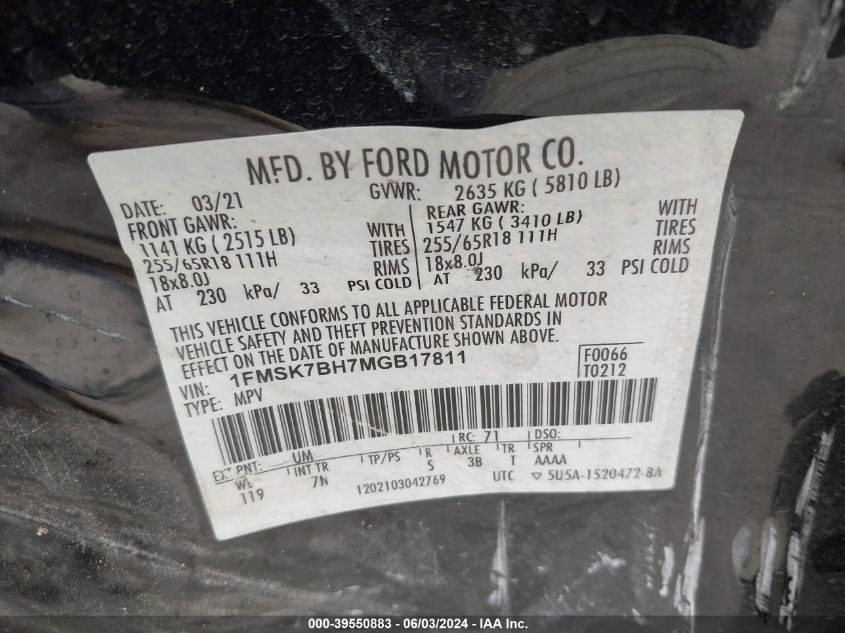 MFD. BY FORD MOTOR CO.
DATE: 03/21 GVWR: 2635 KG ( 5810 LB)
FRONT GAWR: REAR GAWR:
1141 KG ( 2515 LB) WITH 1547 KG ( 3410 LB) WITH
255/65R18 111H TIRES 255/65R18 111H TIRES
18x8.0J RIMS 18x8.0J RIMS
AT 230 kPa/ 33 PSI COLD AT 230 kPa/ 33 PSI COLD
THIS VEHICLE CONFORMS TO ALL APPLICABLE FEDERAL MOTOR
VEHICLE SAFETY AND THEFT PREVENTION STANDARDS IN
EFFECT ON THE DATE OF MANUFACTURE SHOWN ABOVE.
VIN: 1FMSK7BH7MGB17811 F0066
TYPE: MPV T0212
EXT PNT: UM RC: 71 DSO:
WB INT TR TP/PS R AXLE TR SPR
119 7N S 3B T AAAA
1202103042769 UTC ▽ 5U5A-1520472-BA
000-39550883 - 06/03/2024 - IAA Inc.